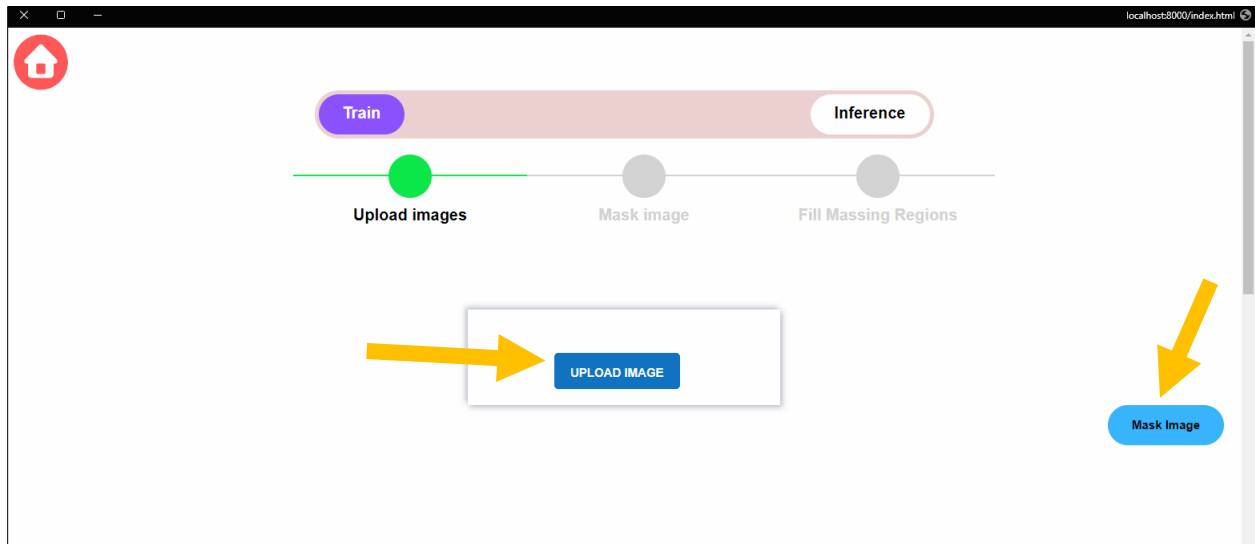 localhost:8000/index.html
Train
Inference
Upload images
Mask image
Fill Massing Regions
UPLOAD IMAGE
Mask Image